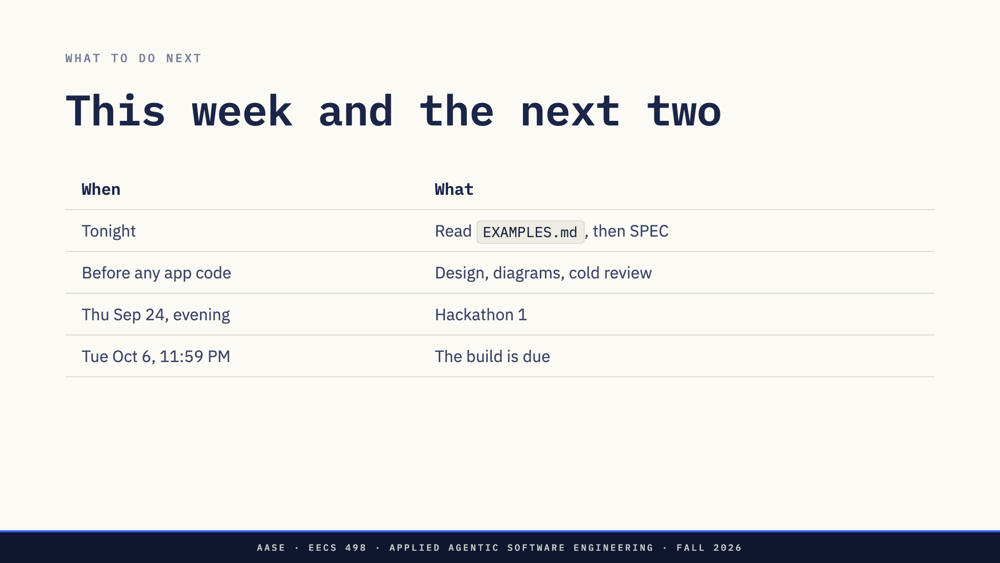 WHAT TO DO NEXT
This week and the next two
When What
Tonight Read EXAMPLES.md, then SPEC
Before any app code Design, diagrams, cold review
Thu Sep 24, evening Hackathon 1
Tue Oct 6, 11:59 PM The build is due
AASE · EECS 498 · APPLIED AGENTIC SOFTWARE ENGINEERING · FALL 2026